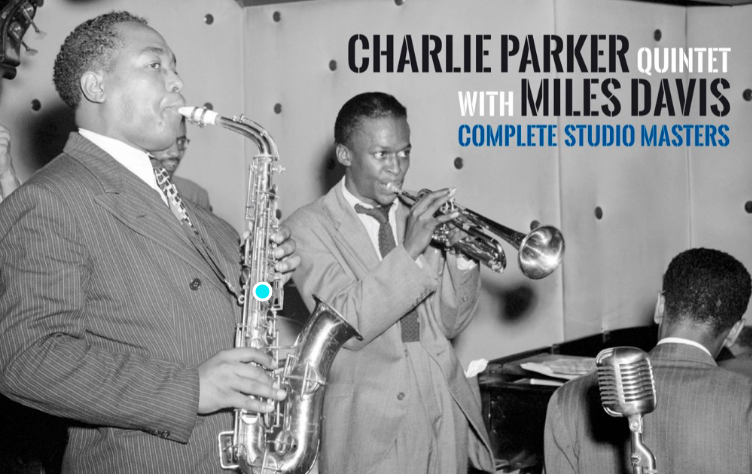 CHARLIE PARKER QUINTET
WITH MILES DAVIS
COMPLETE STUDIO MASTERS